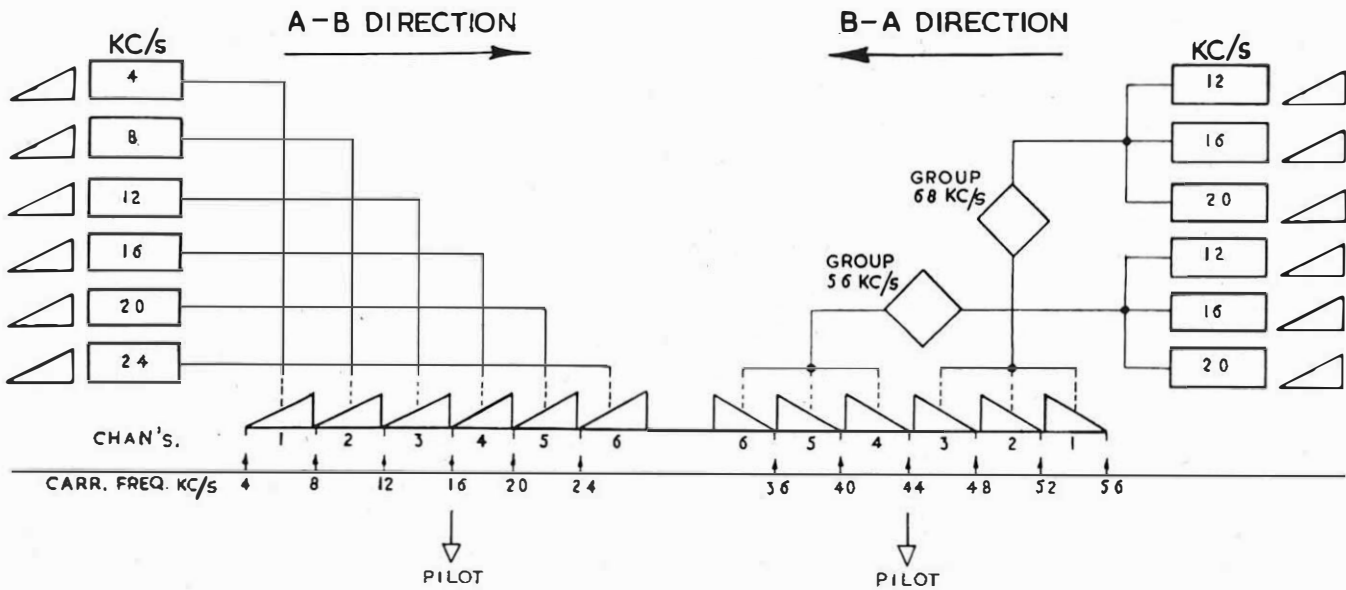 A-B DIRECTION
B-A DIRECTION
KC/s
4
8
12
16
20
24
KC/s
12
16
20
12
16
20
GROUP
68 KC/s
GROUP
56 KC/s
CHAN's.
1 2 3 4 5 6 6 5 4 3 2 1
CARR. FREQ. KC/s 4 8 12 16 20 24 36 40 44 48 52 56
PILOT
PILOT